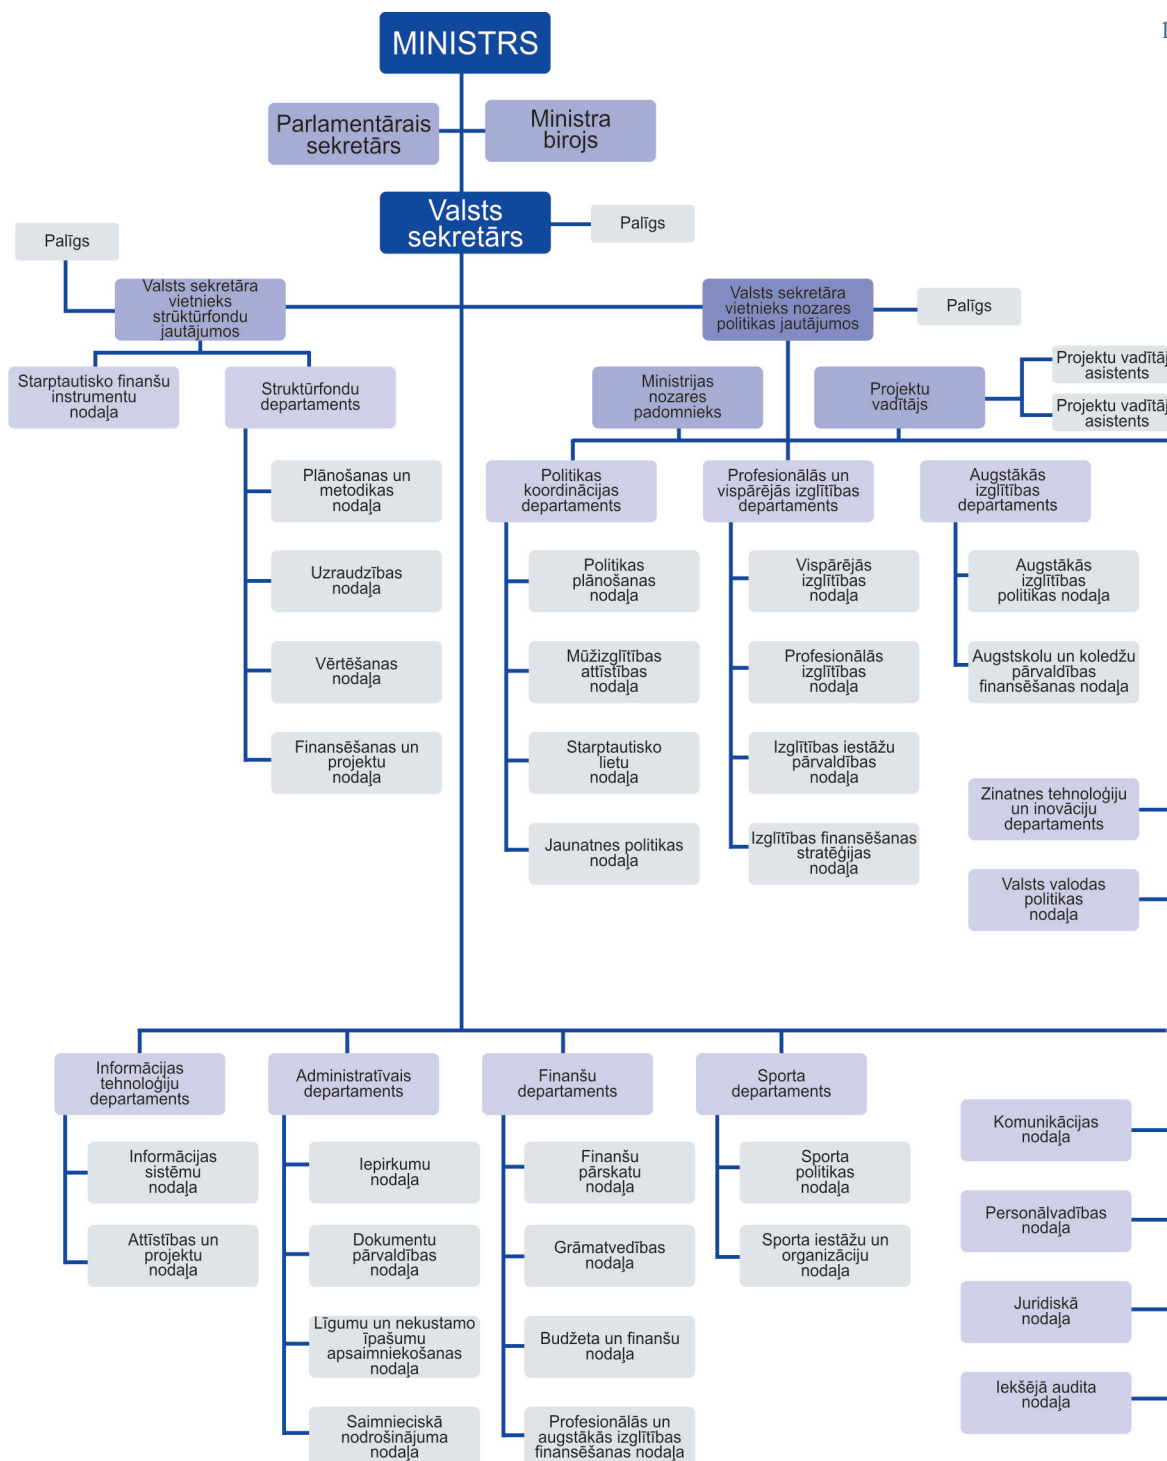 1
MINISTRS
Parlamentārais
sekretārs
Ministra
birojs
Valsts
sekretārs
Palīgs
Palīgs
Valsts sekretāra
vietnieks
strūktūrfondu
jautājumos
Valsts sekretāra
vietnieks nozares
politikas jautājumos
Palīgs
Starptautisko finanšu
instrumentu
nodaļa
Struktūrfondu
departaments
Ministrijas
nozares
padomnieks
Projektu
vadītājs
Projektu vadītāj
asistents
Projektu vadītāj
asistents
Plānošanas un
metodikas
nodaļa
Uzraudzības
nodaļa
Vērtēšanas
nodaļa
Finansēšanas un
projektu
nodaļa
Politikas
koordinācijas
departaments
Profesionālās un
vispārējās izglītības
departaments
Augstākās
izglītības
departaments
Politikas
plānošanas
nodaļa
Mūžizglītības
attīstības
nodaļa
Starptautisko
lietu
nodaļa
Jaunatnes politikas
nodaļa
Vispārējās
izglītības
nodaļa
Profesionālās
izglītības
nodaļa
Izglītības iestāžu
pārvaldības
nodaļa
Izglītības finansēšanas
stratēģijas
nodaļa
Augstākās
izglītības
politikas nodaļa
Augstskolu un koledžu
pārvaldības
finansēšanas nodaļa
Zinatnes tehnoloģiju
un inovāciju
departaments
Valsts valodas
politikas
nodaļa
Informācijas
tehnoloģiju
departaments
Administratīvais
departaments
Finanšu
departaments
Sporta
departaments
Informācijas
sistēmu
nodaļa
Attīstības un
projektu
nodaļa
Iepirkumu
nodaļa
Dokumentu
pārvaldības
nodaļa
Līgumu un nekustamo
īpašumu
apsaimniekošanas
nodaļa
Saimnieciskā
nodrošinājuma
nodaļa
Finanšu
pārskatu
nodaļa
Grāmatvedības
nodaļa
Budžeta un finanšu
nodaļa
Profesionālās un
augstākās izglītības
finansēšanas nodaļa
Sporta
politikas
nodaļa
Sporta iestāžu un
organizāciju
nodaļa
Komunikācijas
nodaļa
Personālvadības
nodaļa
Juridiskā
nodaļa
Iekšējā audita
nodaļa